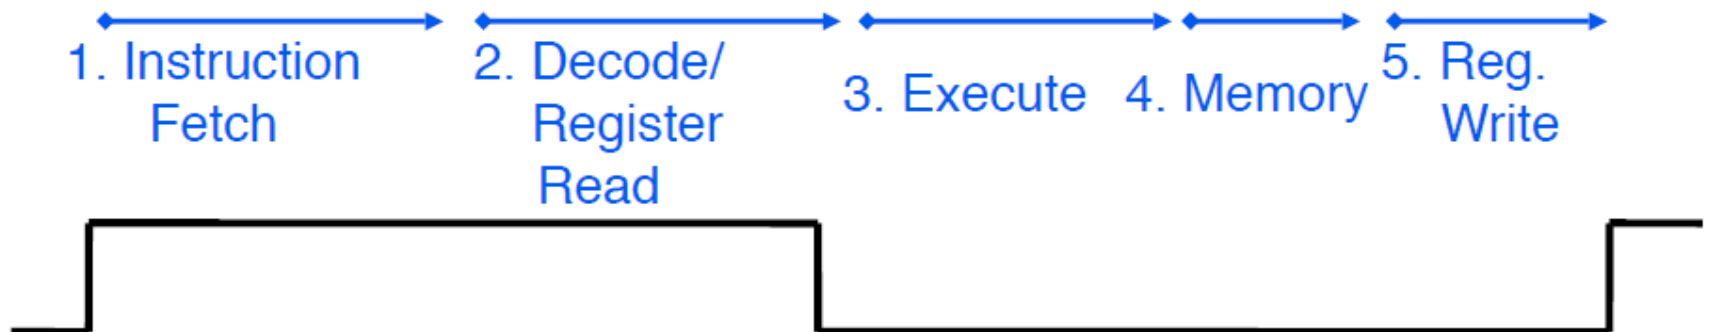 1. Instruction
Fetch
2. Decode/
Register
Read
3. Execute
4. Memory
5. Reg.
Write